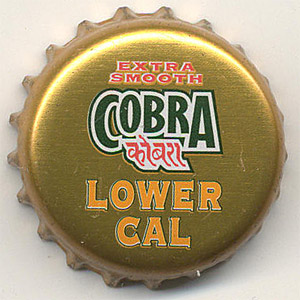 EXTRA
SMOOTH
COBRA
कोबरा
LOWER
CAL